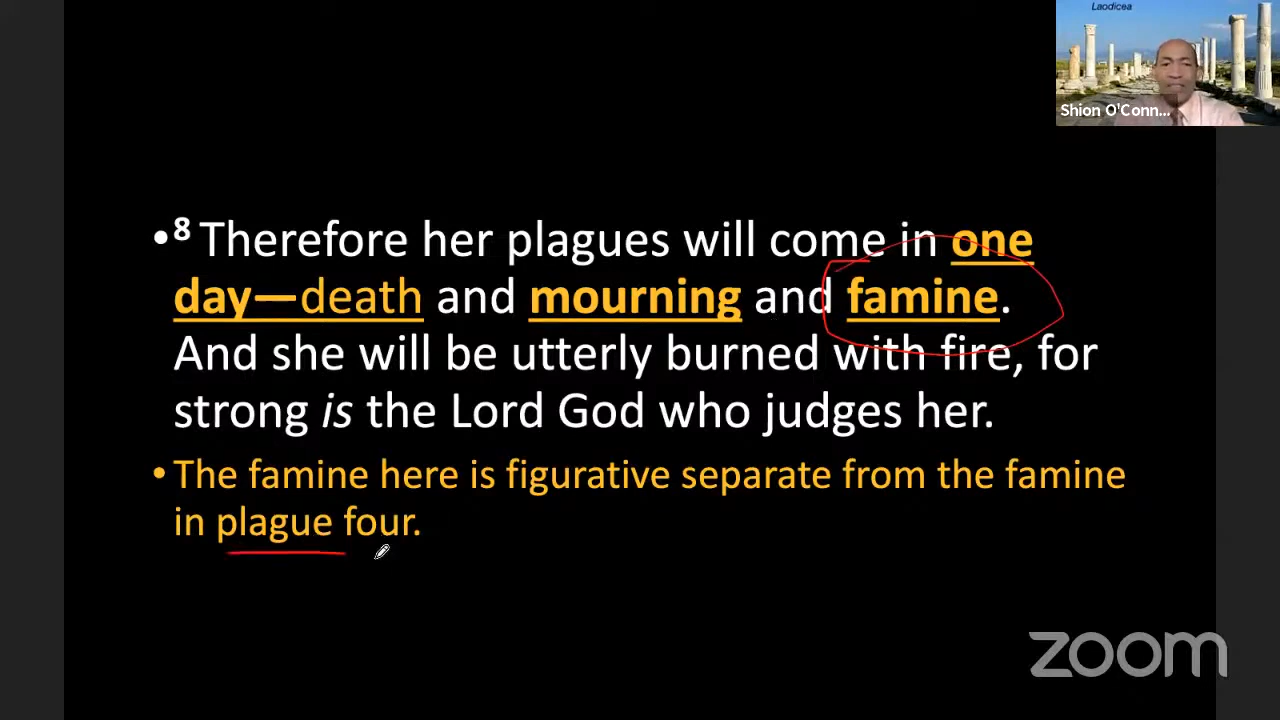 Laodicea
Shion O'Conn...
•8 Therefore her plagues will come in one
day—death and mourning and famine.
And she will be utterly burned with fire, for
strong is the Lord God who judges her.
• The famine here is figurative separate from the famine
in plague four.
zoom